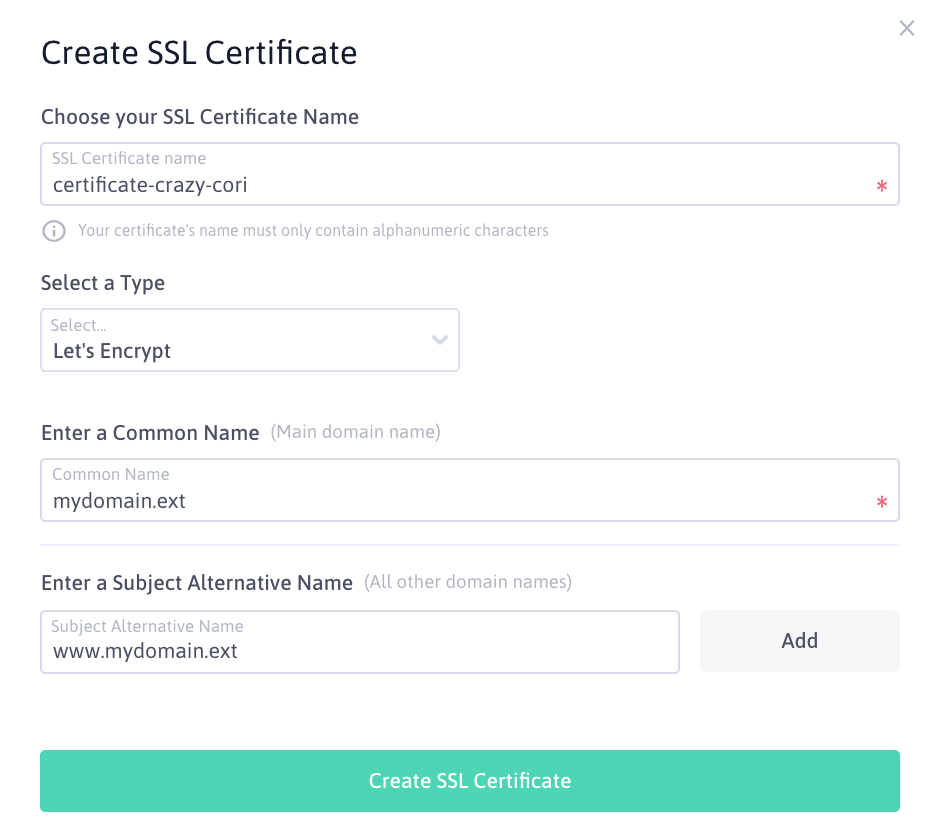 Create SSL Certificate
Choose your SSL Certificate Name
SSL Certificate name
certificate-crazy-cori
*
Your certificate's name must only contain alphanumeric characters
Select a Type
Select...
Let's Encrypt
Enter a Common Name (Main domain name)
Common Name
mydomain.ext
*
Enter a Subject Alternative Name (All other domain names)
Subject Alternative Name
www.mydomain.ext
Add
Create SSL Certificate